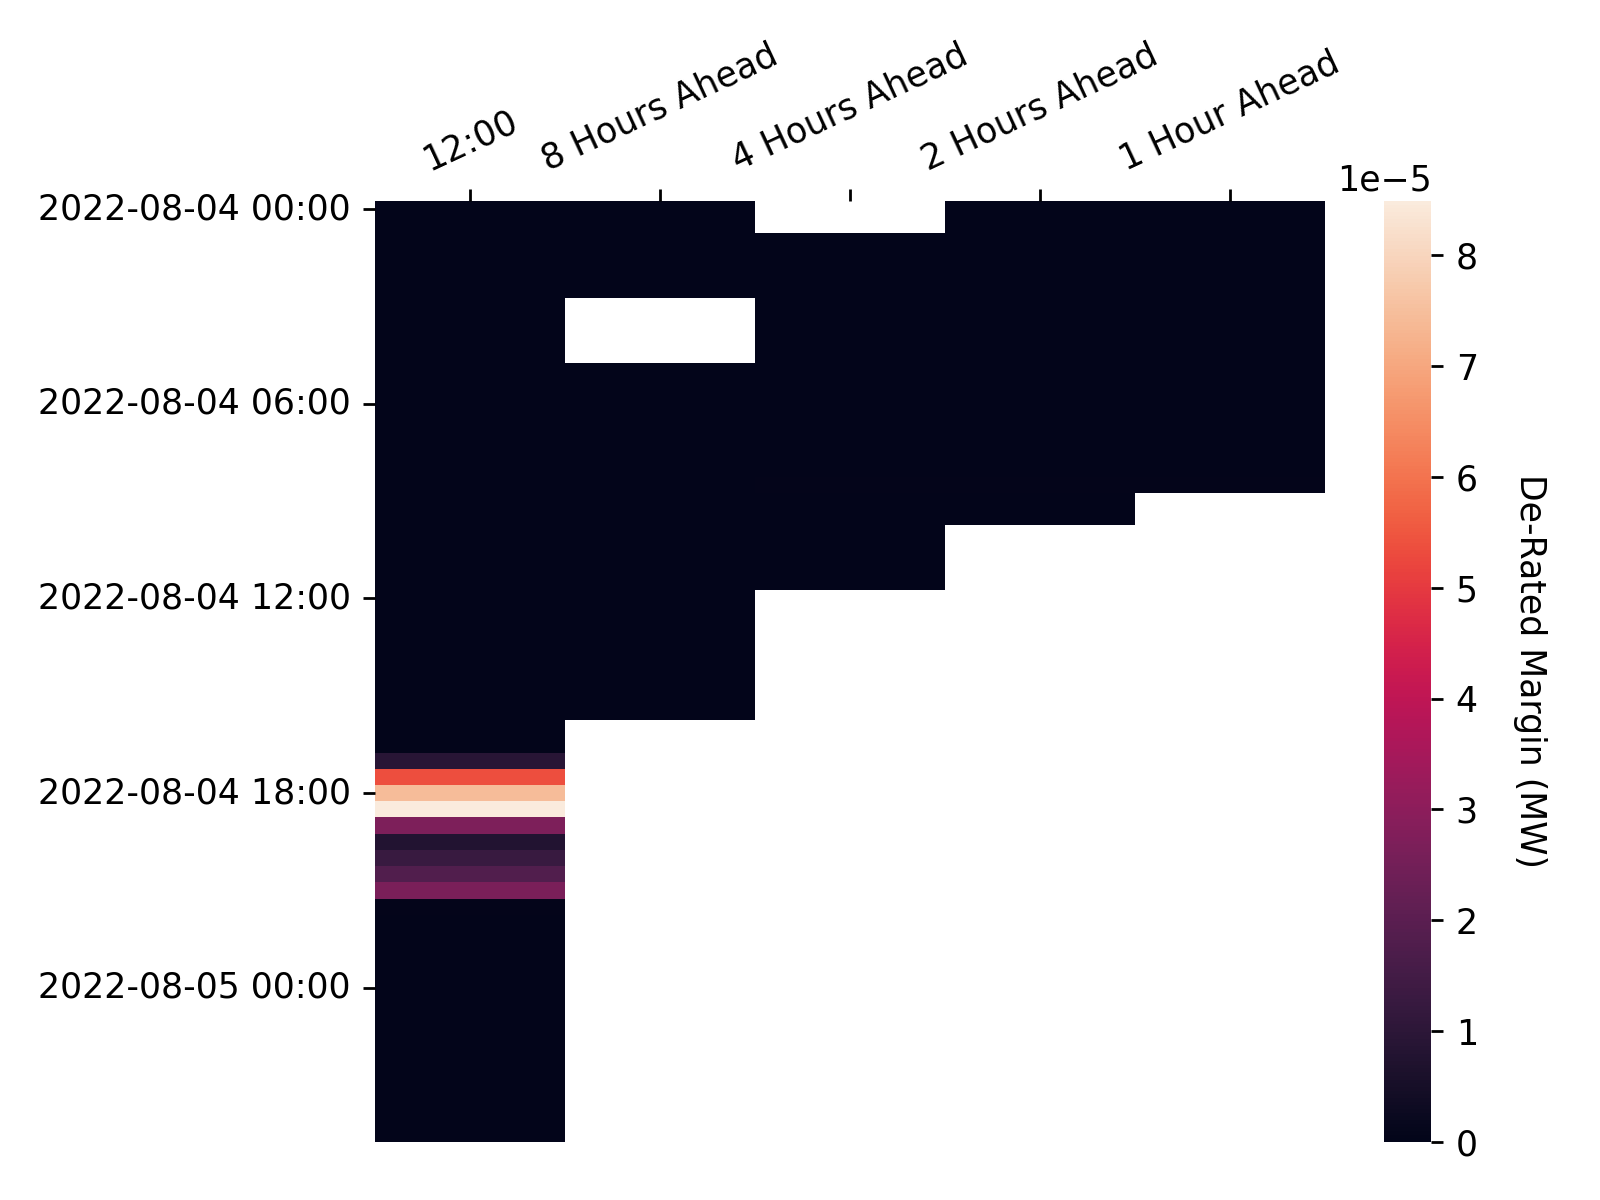 12:00
8 Hours Ahead
4 Hours Ahead
2 Hours Ahead
1 Hour Ahead
1e−5
2022-08-04 00:00
2022-08-04 06:00
2022-08-04 12:00
2022-08-04 18:00
2022-08-05 00:00
8
7
6
5
4
3
2
1
0
De-Rated Margin (MW)